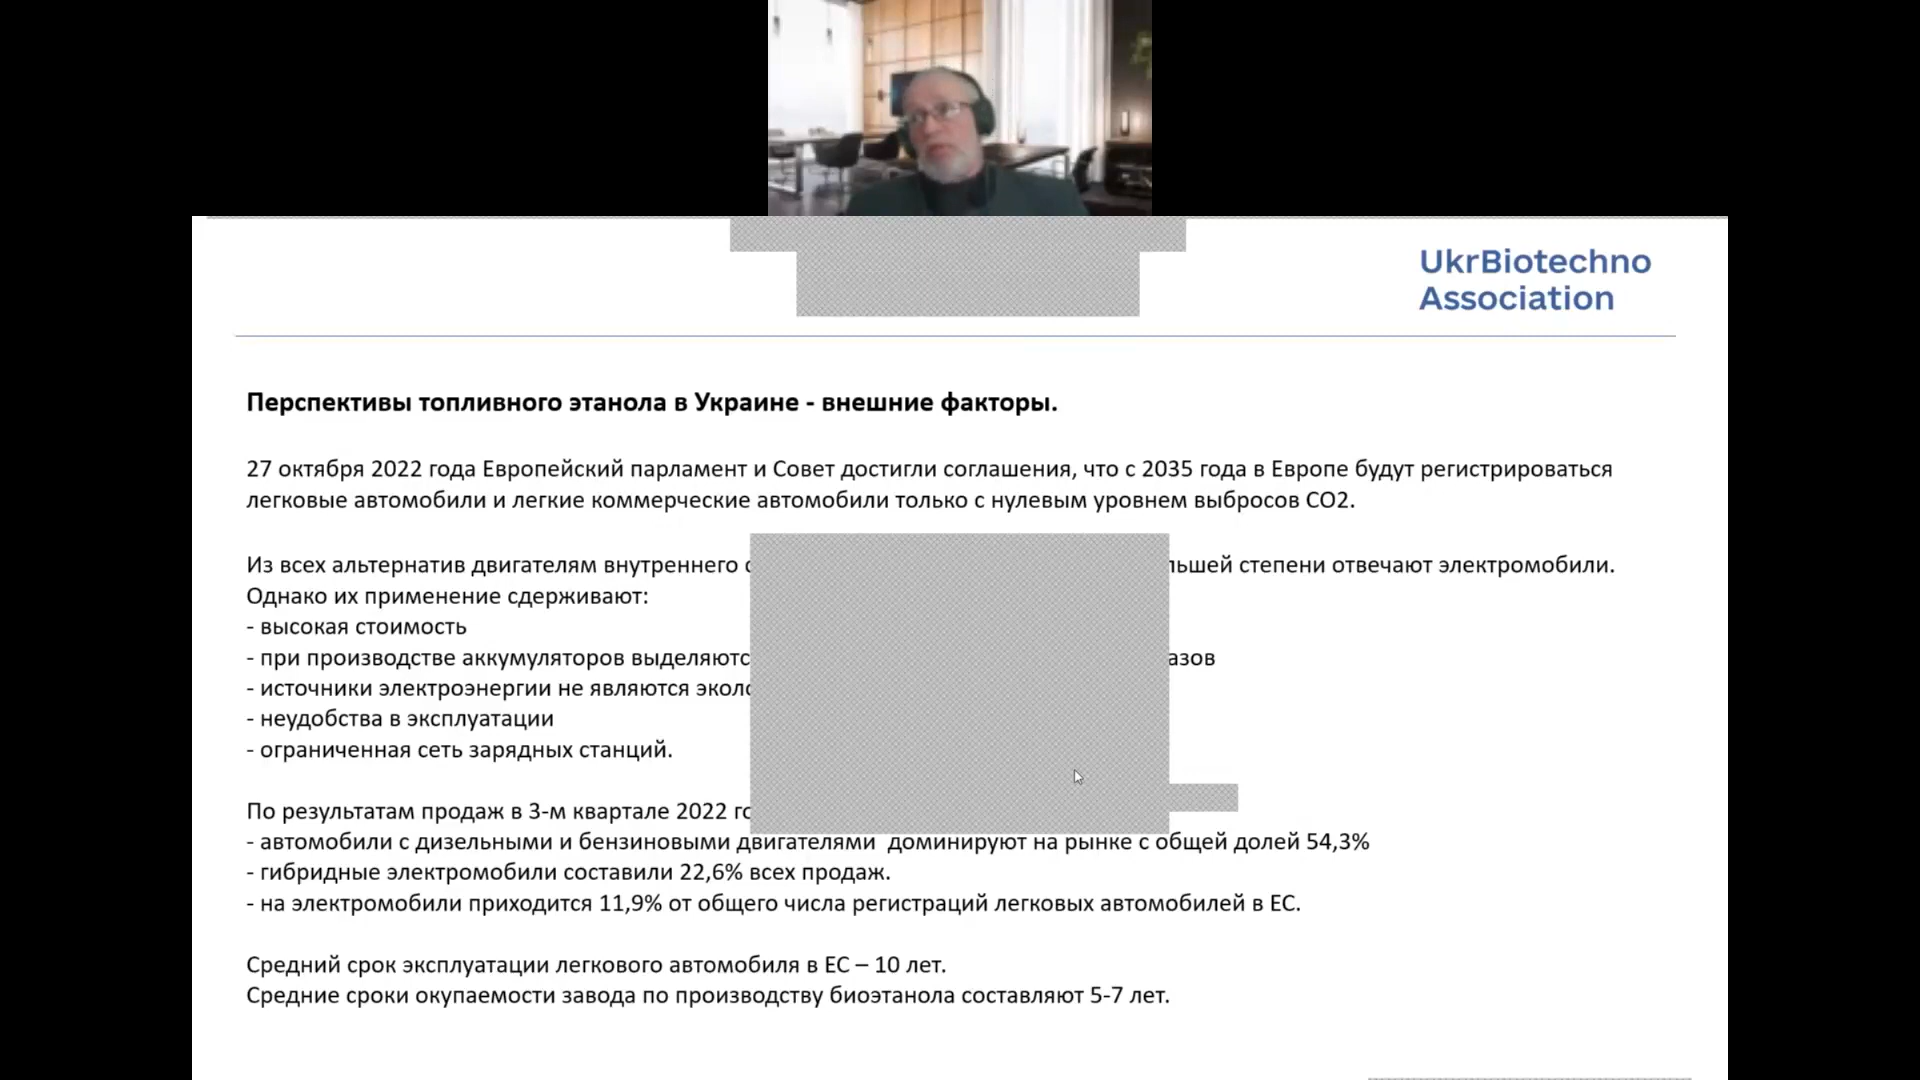 UkrBiotechno
Association
Перспективы топливного этанола в Украине - внешние факторы.
27 октября 2022 года Европейский парламент и Совет достигли соглашения, что с 2035 года в Европе будут регистрироваться
легковые автомобили и легкие коммерческие автомобили только с нулевым уровнем выбросов CO2.
Из всех альтернатив двигателям внутреннего степени отвечают электромобили.
Однако их применение сдерживают:
- высокая стоимость
- при производстве аккумуляторов
- источники электроэнергии не являются
- неудобства в эксплуатации
- ограниченная сеть зарядных станций.
По результатам продаж в 3-м квартале 2022
- автомобили с дизельными и бензиновыми двигателями доминируют на рынке с общей долей 54,3%
- гибридные электромобили составили 22,6% всех продаж.
- на электромобили приходится 11,9% от общего числа регистраций легковых автомобилей в ЕС.
Средний срок эксплуатации легкового автомобиля в ЕС – 10 лет.
Средние сроки окупаемости завода по производству биоэтанола составляют 5-7 лет.